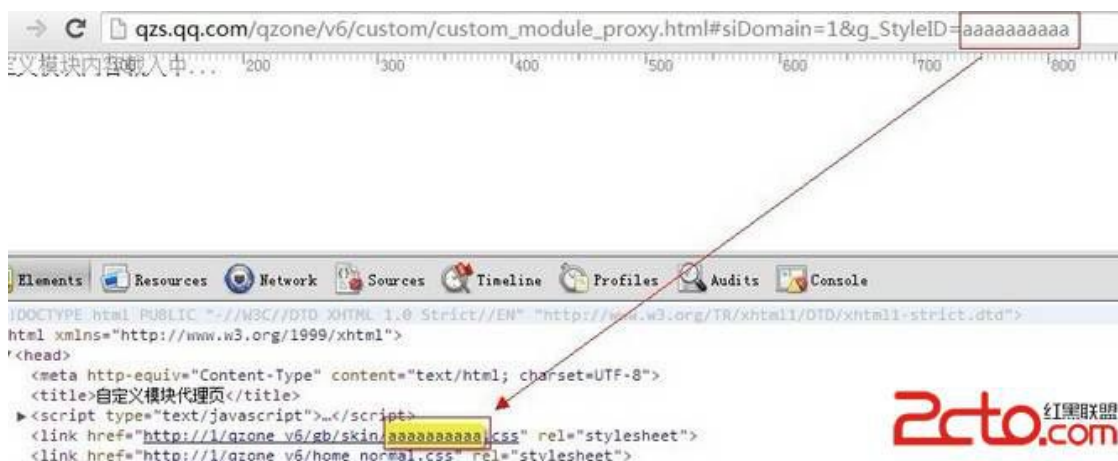 qzs.qq.com/qzone/v6/custom/custom_module_proxy.html#siDomain=1&g_StyleID=aaaaaaaaaa
定义模块内容载入中... 200 300 400 500 600 700 800
Elements Resources Network Sources Timeline Profiles Audits Console
!DOCTYPE html PUBLIC "-//W3C//DTD XHTML 1.0 Strict//EN" "http://www.w3.org/TR/xhtml1/DTD/xhtml1-strict.dtd">
html xmlns="http://www.w3.org/1999/xhtml">
<head>
<meta http-equiv="Content-Type" content="text/html; charset=UTF-8">
<title>自定义模块代理页</title>
<script type="text/javascript">…</script>
<link href="http://1/qzone_v6/gb/skin/aaaaaaaaaa.css" rel="stylesheet">
<link href="http://1/qzone_v6/home_normal.css" rel="stylesheet">
2cto.com 红黑联盟